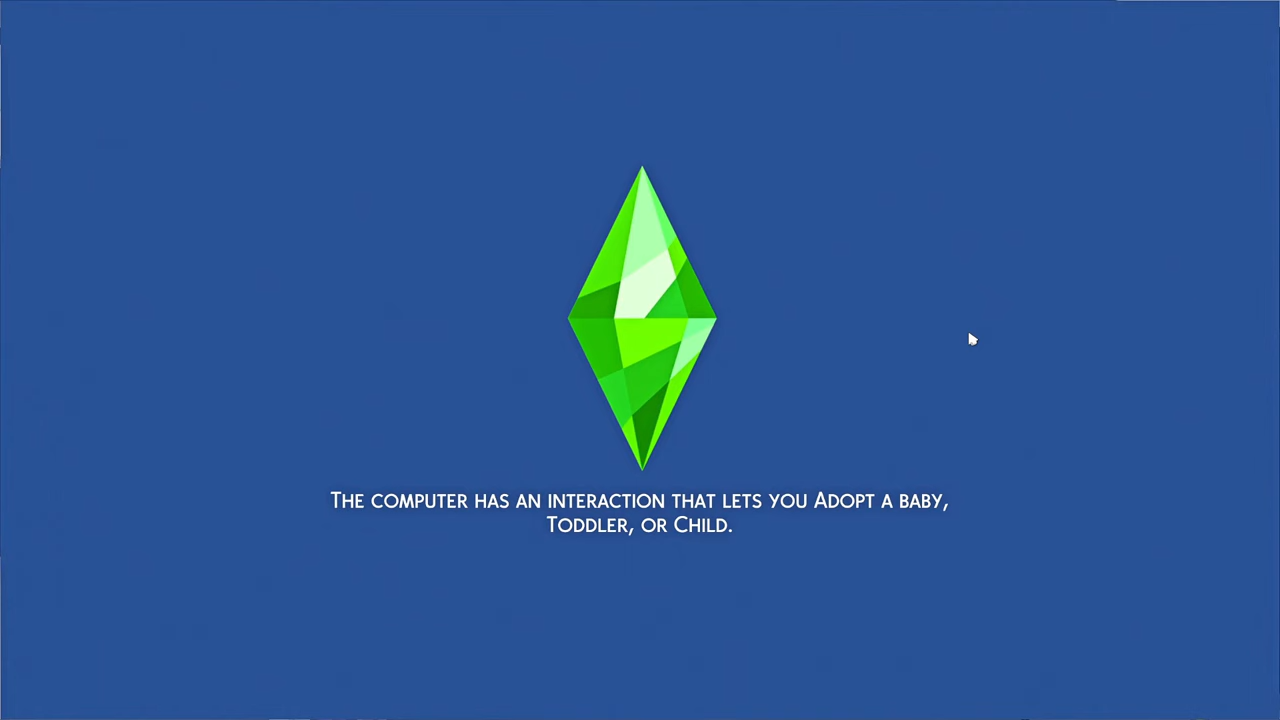 The computer has an interaction that lets you Adopt a baby,
Toddler, or Child.